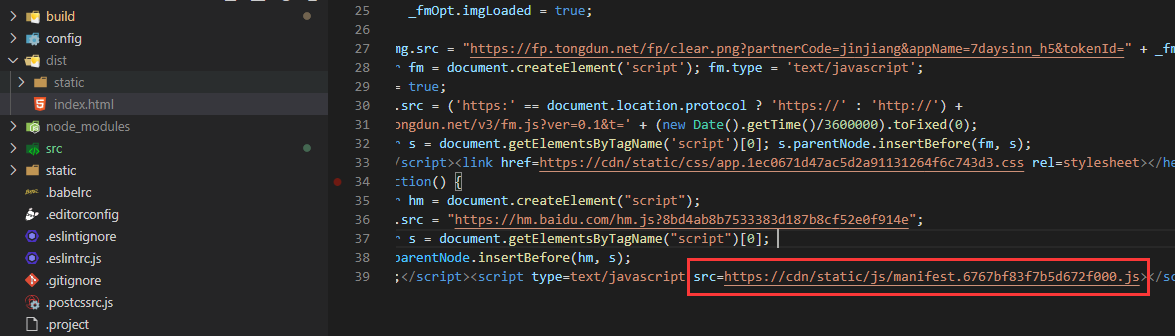 build
config
dist
static
index.html
node_modules
src
static
.babelrc
.editorconfig
.eslintignore
.eslintrc.js
.gitignore
.postcssrc.js
.project
25 _fmOpt.imgLoaded = true;
26
27 mg.src = "https://fp.tongdun.net/fp/clear.png?partnerCode=jinjiang&appName=7daysinn_h5&tokenId=" + _fm
28 r fm = document.createElement('script'); fm.type = 'text/javascript';
29 = true;
30 .src = ('https:' == document.location.protocol ? 'https://' : 'http://') +
31 ongdun.net/v3/fm.js?ver=0.1&t=' + (new Date().getTime()/3600000).toFixed(0);
32 r s = document.getElementsByTagName('script')[0]; s.parentNode.insertBefore(fm, s);
33 /script><link href=https://cdn/static/css/app.1ec0671d47ac5d2a91131264f6c743d3.css rel=stylesheet></he
34 ction() {
35 r hm = document.createElement("script");
36 .src = "https://hm.baidu.com/hm.js?8bd4ab8b7533383d187b8cf52e0f914e";
37 r s = document.getElementsByTagName("script")[0];
38 parentNode.insertBefore(hm, s);
39 ;</script><script type=text/javascript src=https://cdn/static/js/manifest.6767bf83f7b5d672f000.js></sc